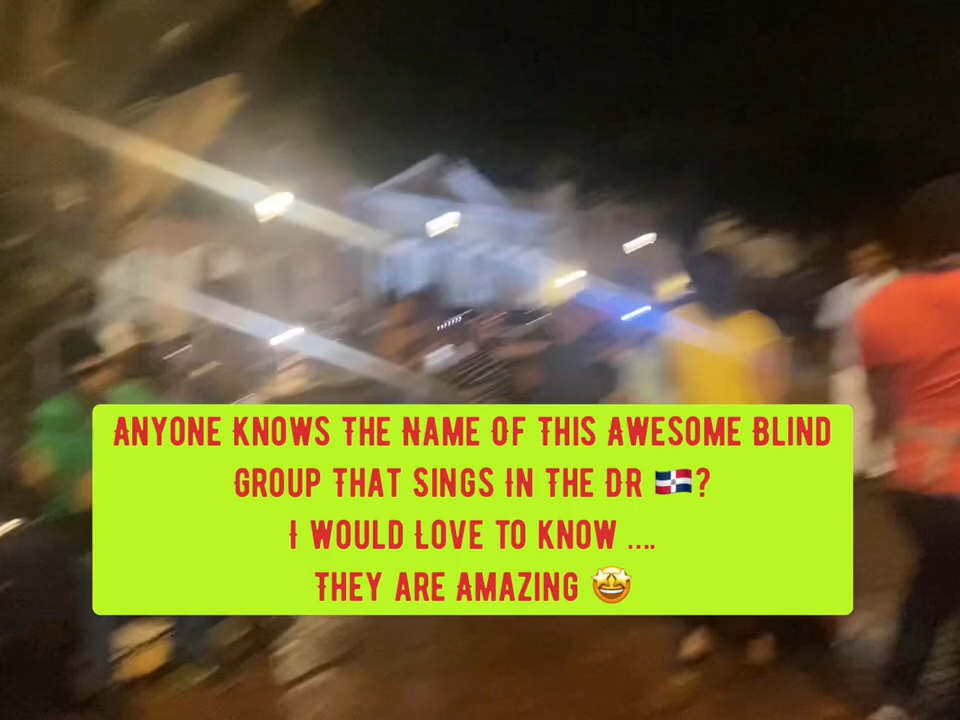 Anyone knows the name of this awesome blind
group that sings in the DR 🇩🇴?
I would love to know ....
They are amazing 🤩